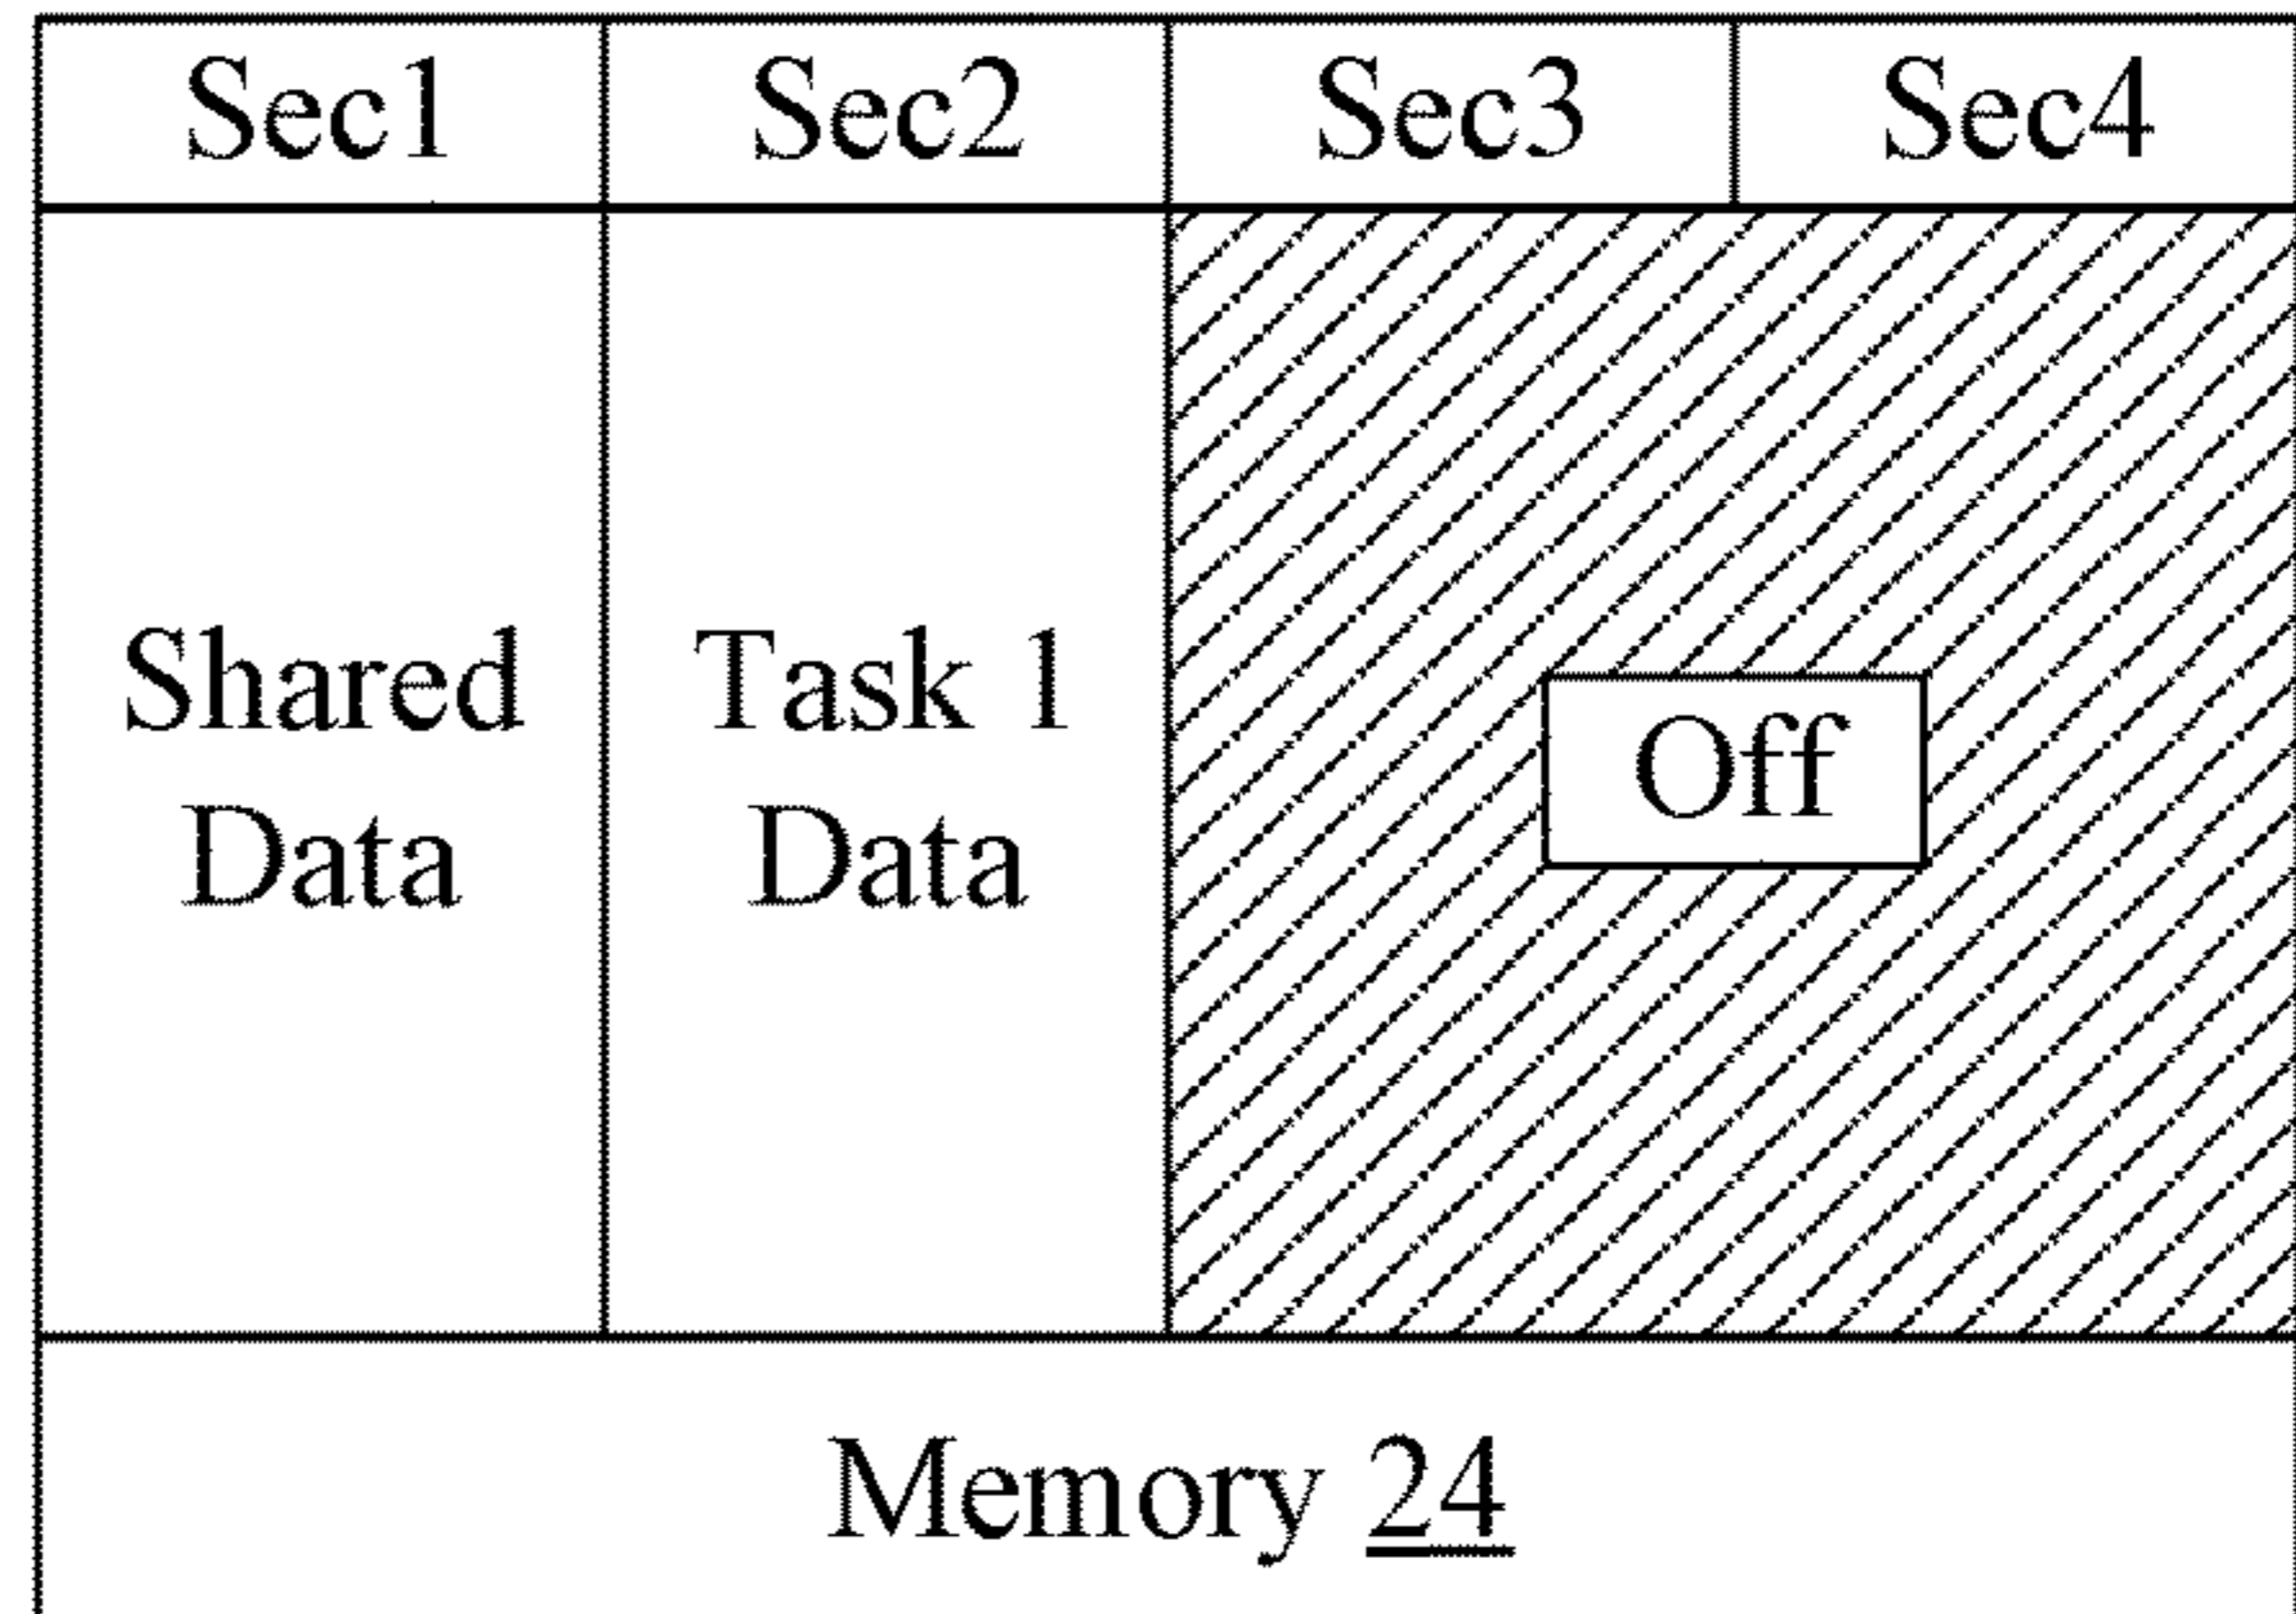 Sec1 Sec2 Sec3 Sec4
Shared
Data
Task 1
Data
Off
Memory 24